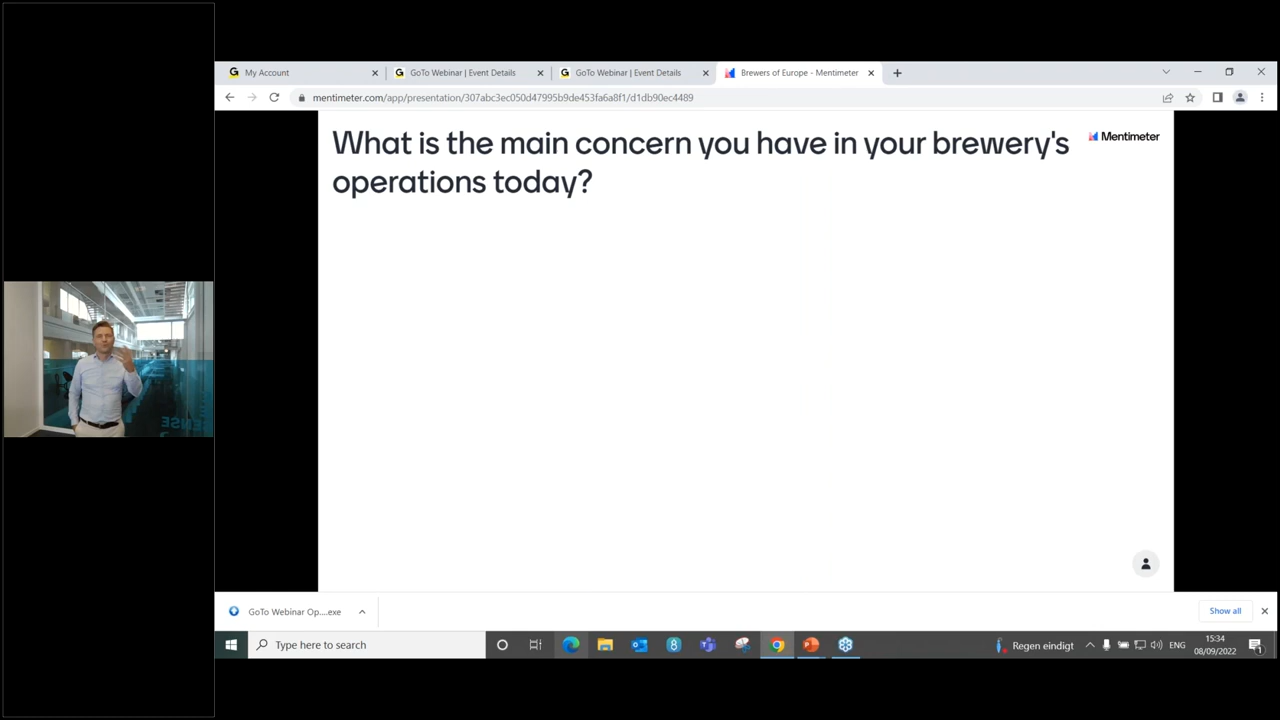 My Account
GoTo Webinar | Event Details
GoTo Webinar | Event Details
Brewers of Europe - Mentimeter
mentimeter.com/app/presentation/307abc3ec050d47995b9de453fa6a8f1/d1db90ec4489
What is the main concern you have in your brewery's
operations today?
Mentimeter
GoTo Webinar Op....exe
Show all
Type here to search
Regen eindigt
ENG
15:34
08/09/2022